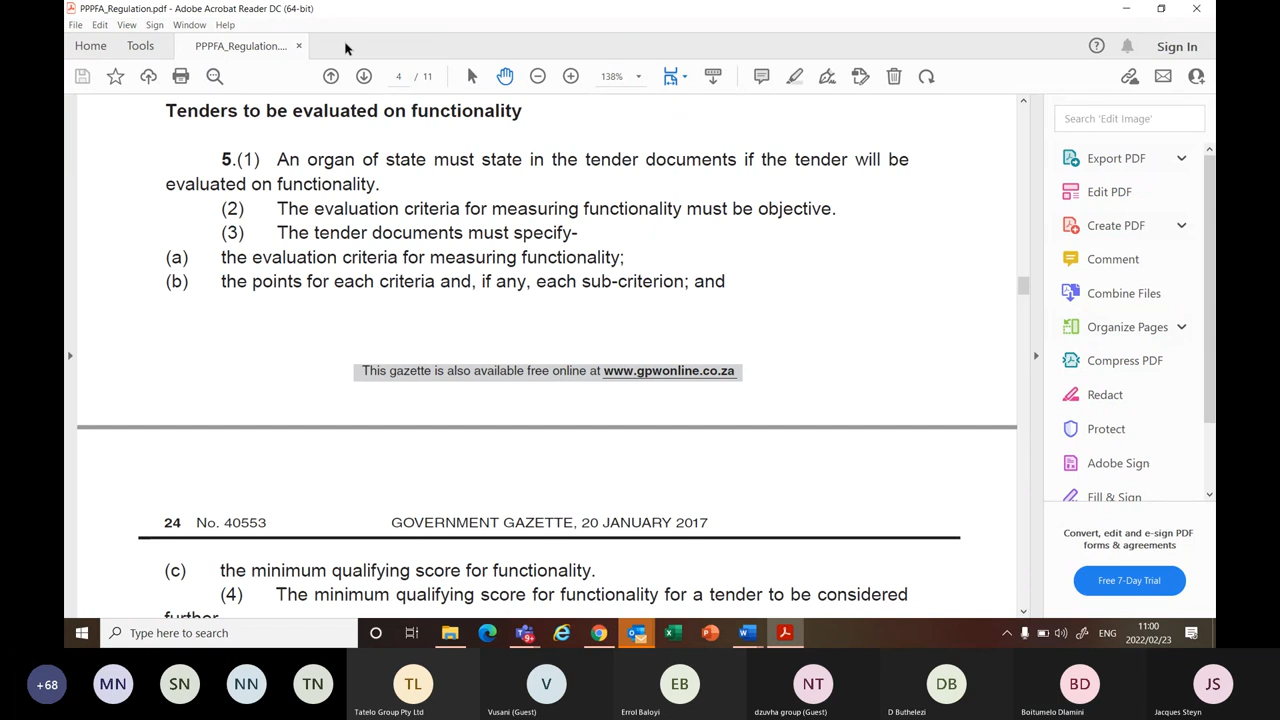 PPPFA_Regulation.pdf - Adobe Acrobat Reader DC (64-bit)
File Edit View Sign Window Help
Home Tools PPPFA_Regulation.... × Sign In
4 / 11 138%
Tenders to be evaluated on functionality
5.(1) An organ of state must state in the tender documents if the tender will be
evaluated on functionality.
(2) The evaluation criteria for measuring functionality must be objective.
(3) The tender documents must specify-
(a) the evaluation criteria for measuring functionality;
(b) the points for each criteria and, if any, each sub-criterion; and
This gazette is also available free online at www.gpwonline.co.za
24 No. 40553 GOVERNMENT GAZETTE, 20 JANUARY 2017
(c) the minimum qualifying score for functionality.
(4) The minimum qualifying score for functionality for a tender to be considered
further
Search 'Edit Image'
Export PDF
Edit PDF
Create PDF
Comment
Combine Files
Organize Pages
Compress PDF
Redact
Protect
Adobe Sign
Fill & Sign
Convert, edit and e-sign PDF
forms & agreements
Free 7-Day Trial
Type here to search
ENG
11:00
2022/02/23
+68 MN SN NN TN TL V EB NT DB BD JS
Tatelo Group Pty Ltd Vusani (Guest) Errol Baloyi dzuvha group (Guest) D Buthelezi Boitumelo Dlamini Jacques Steyn